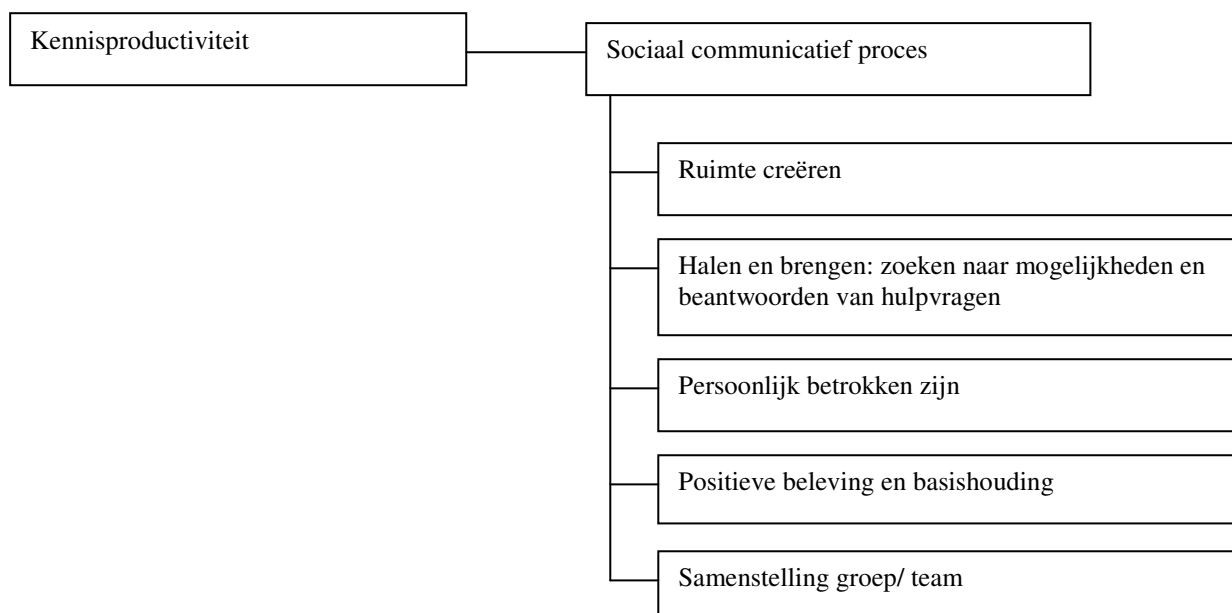 Kennisproductiviteit
Sociaal communicatief proces
Ruimte creëren
Halen en brengen: zoeken naar mogelijkheden en
beantwoorden van hulpvragen
Persoonlijk betrokken zijn
Positieve beleving en basishouding
Samenstelling groep/ team